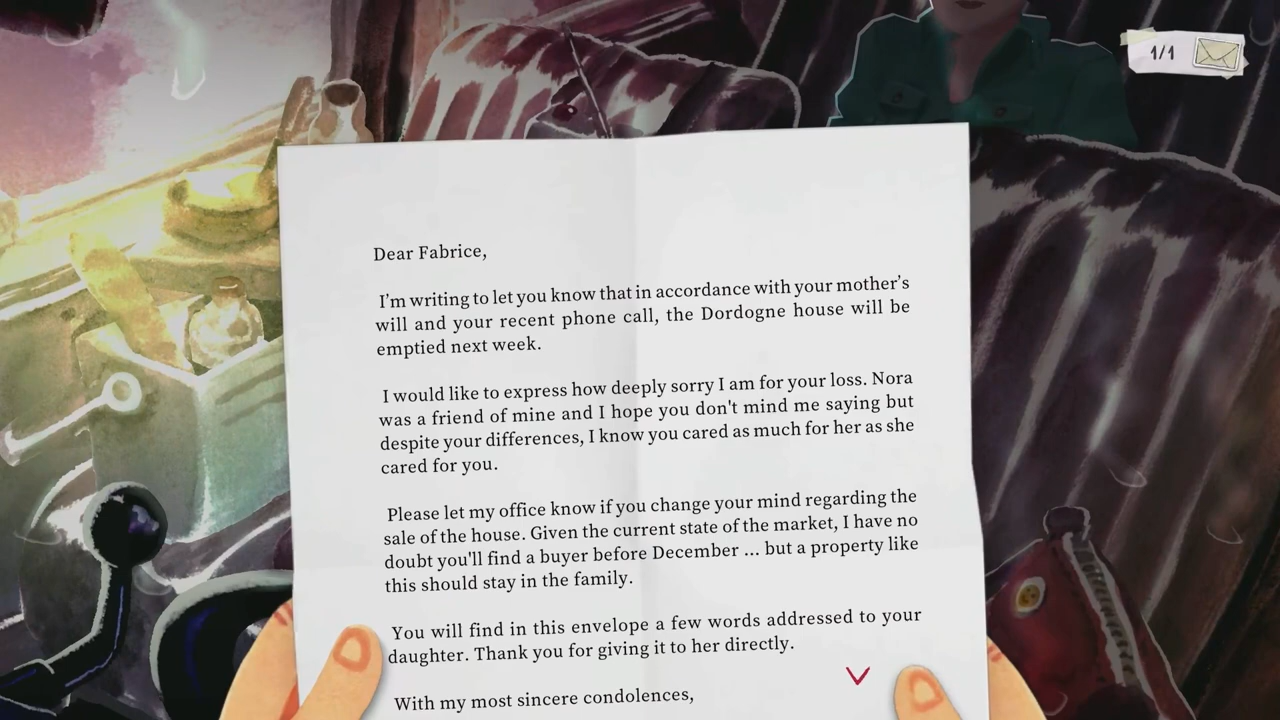 1/1
Dear Fabrice,
I’m writing to let you know that in accordance with your mother’s
will and your recent phone call, the Dordogne house will be
emptied next week.
I would like to express how deeply sorry I am for your loss. Nora
was a friend of mine and I hope you don't mind me saying but
despite your differences, I know you cared as much for her as she
cared for you.
Please let my office know if you change your mind regarding the
sale of the house. Given the current state of the market, I have no
doubt you'll find a buyer before December ... but a property like
this should stay in the family.
You will find in this envelope a few words addressed to your
daughter. Thank you for giving it to her directly.
With my most sincere condolences,